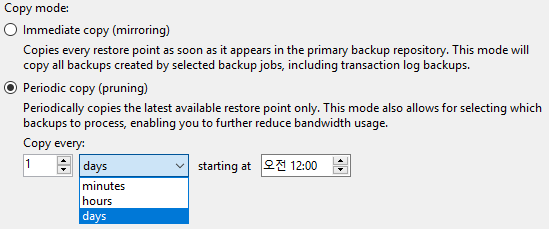 Copy mode:
Immediate copy (mirroring)
Copies every restore point as soon as it appears in the primary backup repository. This mode will
copy all backups created by selected backup jobs, including transaction log backups.
Periodic copy (pruning)
Periodically copies the latest available restore point only. This mode also allows for selecting which
backups to process, enabling you to further reduce bandwidth usage.
Copy every:
1 days starting at 오전 12:00
minutes
hours
days